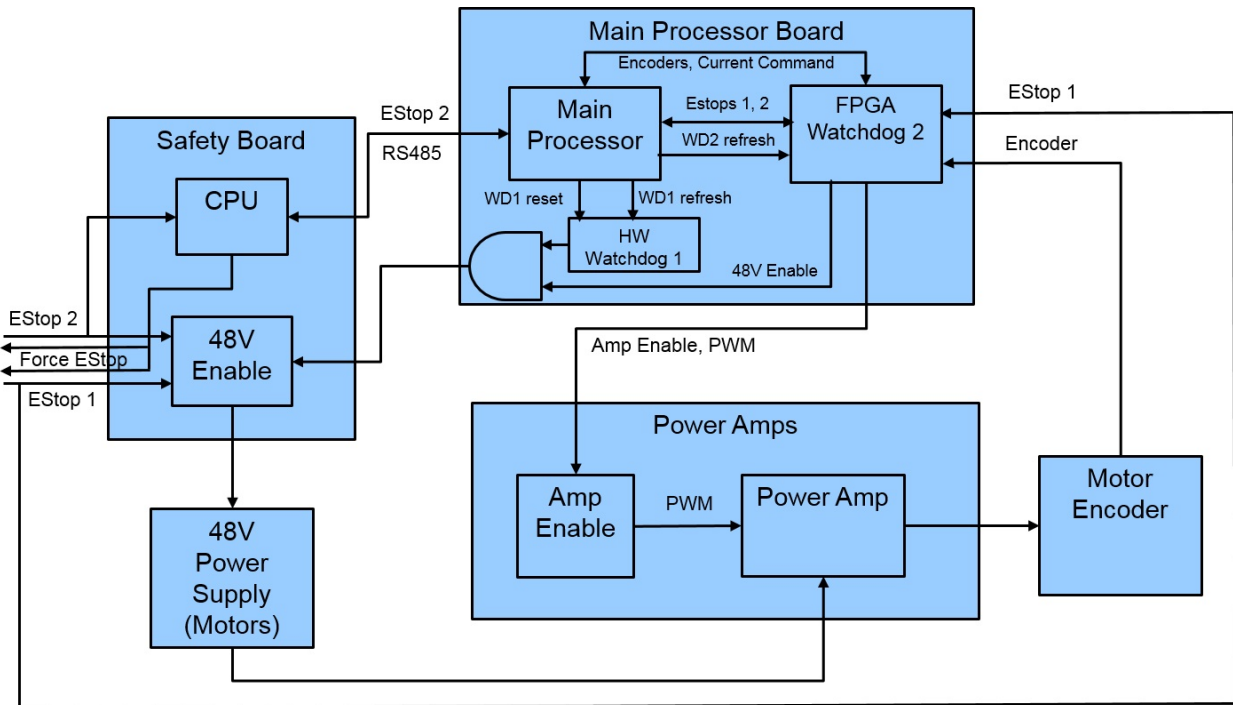 Main Processor Board
Encoders, Current Command
Main
Processor
Estops 1, 2
WD2 refresh
FPGA
Watchdog 2
EStop 1
Encoder
EStop 2
RS485
WD1 reset
WD1 refresh
HW
Watchdog 1
48V Enable
Safety Board
CPU
EStop 2
Force EStop
EStop 1
48V
Enable
Amp Enable, PWM
48V
Power
Supply
(Motors)
Power Amps
Amp
Enable
PWM
Power Amp
Motor
Encoder